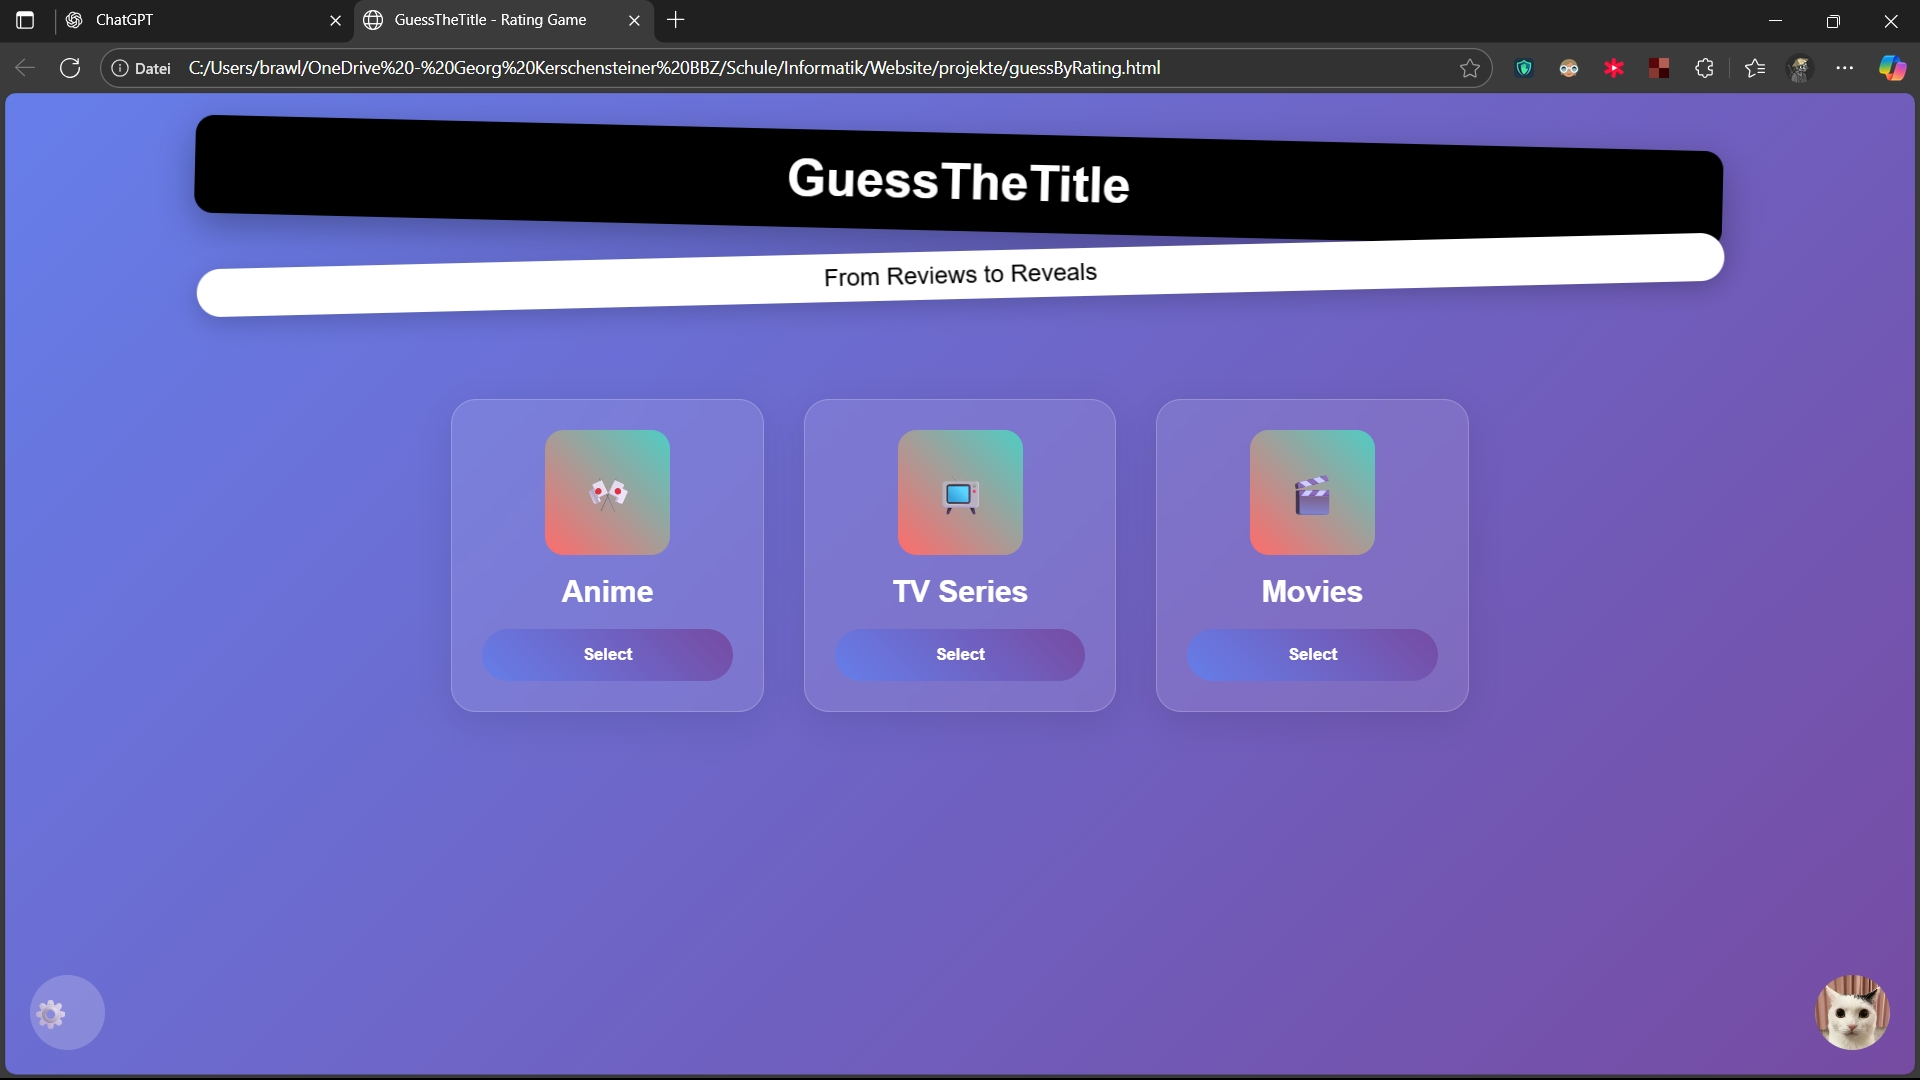 ChatGPT
GuessTheTitle - Rating Game
Datei
C:/Users/brawl/OneDrive%20-%20Georg%20Kerschensteiner%20BBZ/Schule/Informatik/Website/projekte/guessByRating.html
GuessTheTitle
From Reviews to Reveals
Anime
TV Series
Movies
Select
Select
Select